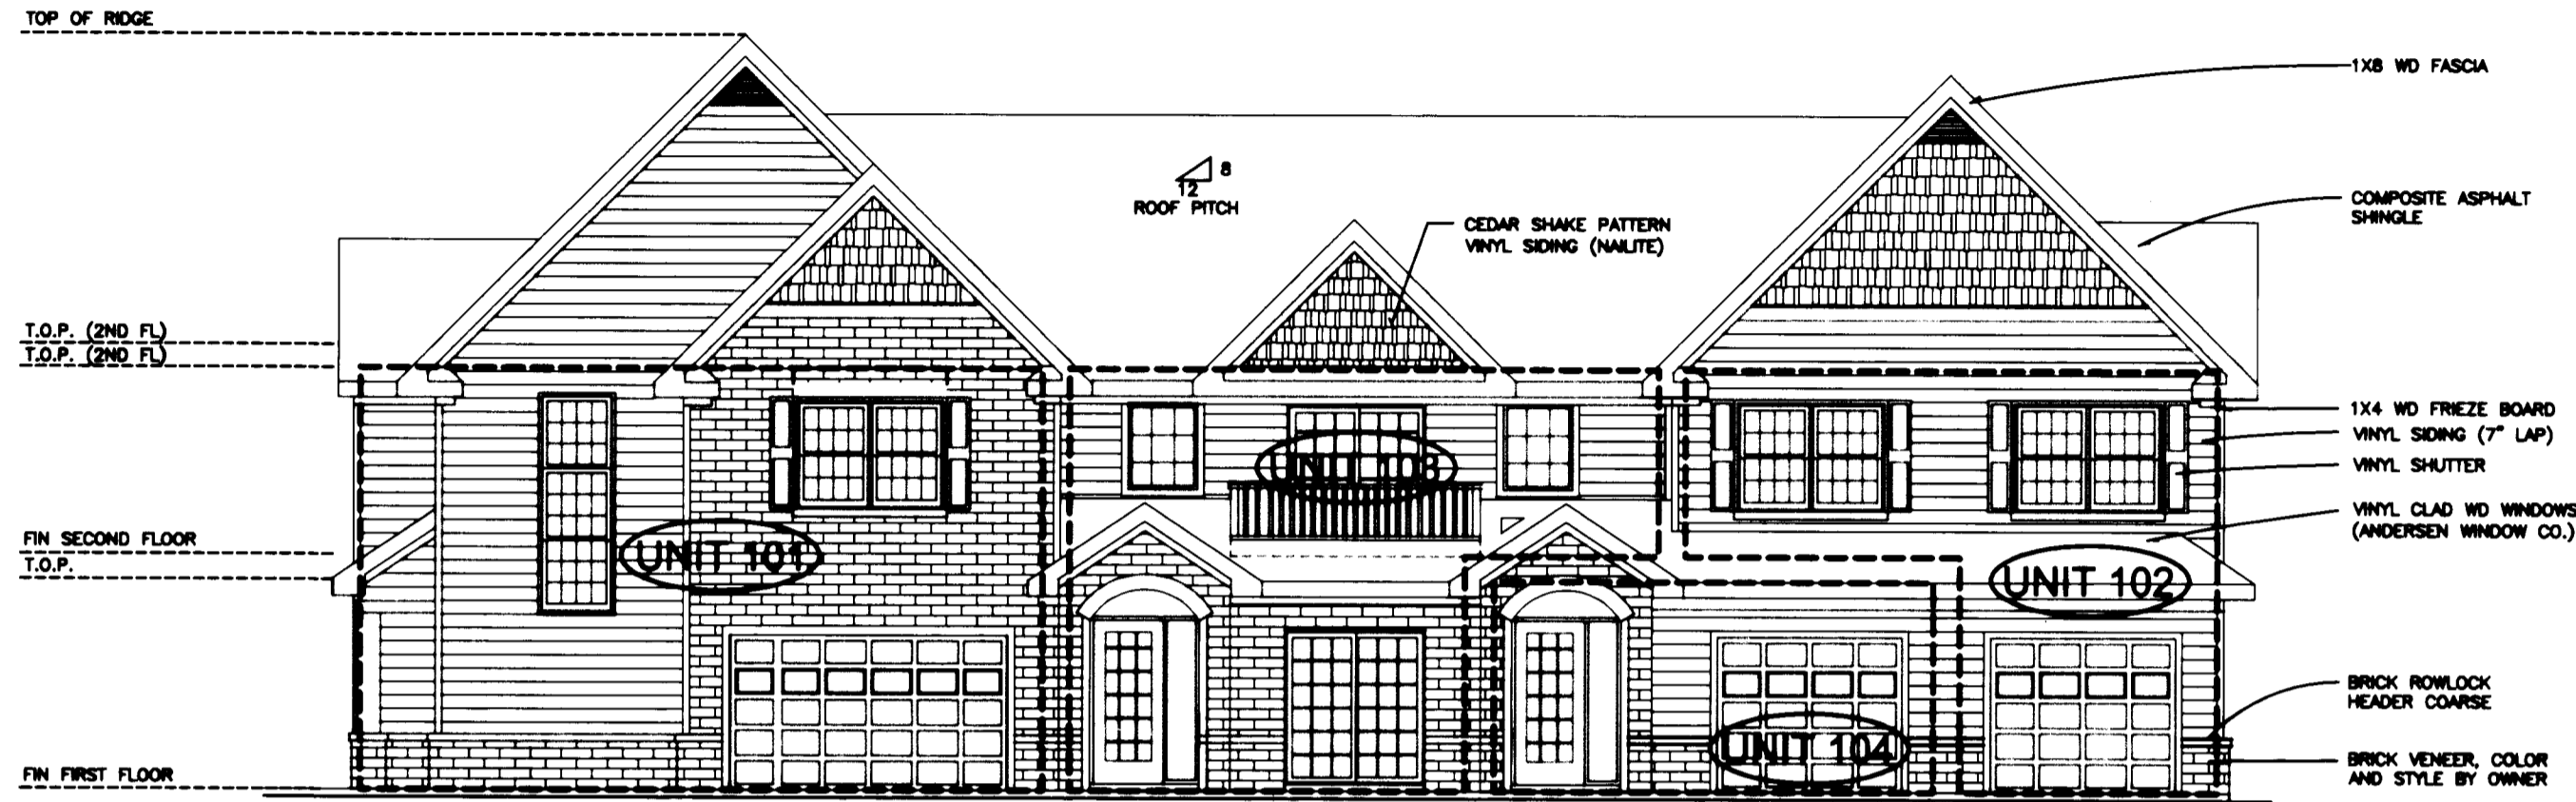 TOP OF RIDGE
1X8 WD FASCIA
8
12
ROOF PITCH
CEDAR SHAKE PATTERN
VINYL SIDING (NAILITE)
COMPOSITE ASPHALT
SHINGLE
T.O.P. (2ND FL)
T.O.P. (2ND FL)
1X4 WD FRIEZE BOARD
VINYL SIDING (7" LAP)
VINYL SHUTTER
UNIT 103
VINYL CLAD WD WINDOWS
(ANDERSEN WINDOW CO.)
FIN SECOND FLOOR
T.O.P.
UNIT 101
UNIT 102
BRICK ROWLOCK
HEADER COARSE
UNIT 104
FIN FIRST FLOOR
BRICK VENEER, COLOR
AND STYLE BY OWNER